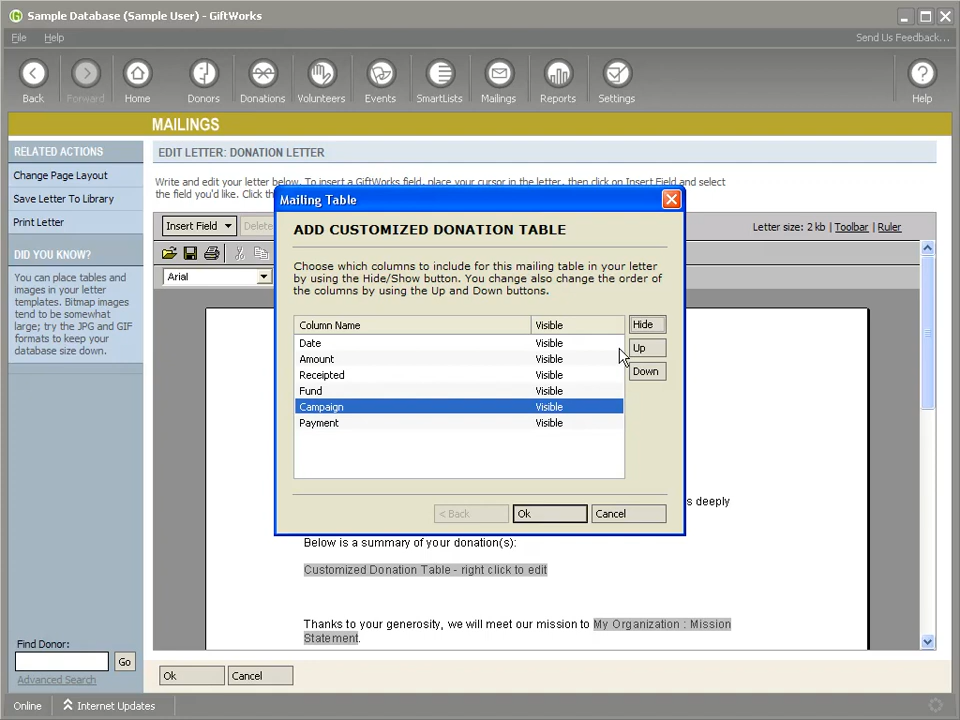 Sample Database (Sample User) - GiftWorks
File Help Send Us Feedback...
Back Forward Home Donors Donations Volunteers Events SmartLists Mailings Reports Settings Help
MAILINGS
RELATED ACTIONS
Change Page Layout
Save Letter To Library
Print Letter
DID YOU KNOW?
You can place tables and
images in your letter
templates. Bitmap images
tend to be somewhat
large; try the JPG and GIF
formats to keep your
database size down.
Find Donor:
Go
Advanced Search
EDIT LETTER: DONATION LETTER
Write and edit your letter below. To insert a GiftWorks field, place your cursor in the letter, then click on Insert Field and select
the field you'd like. Click th
Insert Field Delete Letter size: 2 kb | Toolbar | Ruler
Arial
Mailing Table
ADD CUSTOMIZED DONATION TABLE
Choose which columns to include for this mailing table in your letter
by using the Hide/Show button. You change also change the order of
the columns by using the Up and Down buttons.
Column Name Visible
Date Visible
Amount Visible
Receipted Visible
Fund Visible
Campaign Visible
Payment Visible
Hide
Up
Down
< Back Ok Cancel
s deeply
Below is a summary of your donation(s):
Customized Donation Table - right click to edit
Thanks to your generosity, we will meet our mission to My Organization : Mission
Statement.
Ok Cancel
Online Internet Updates